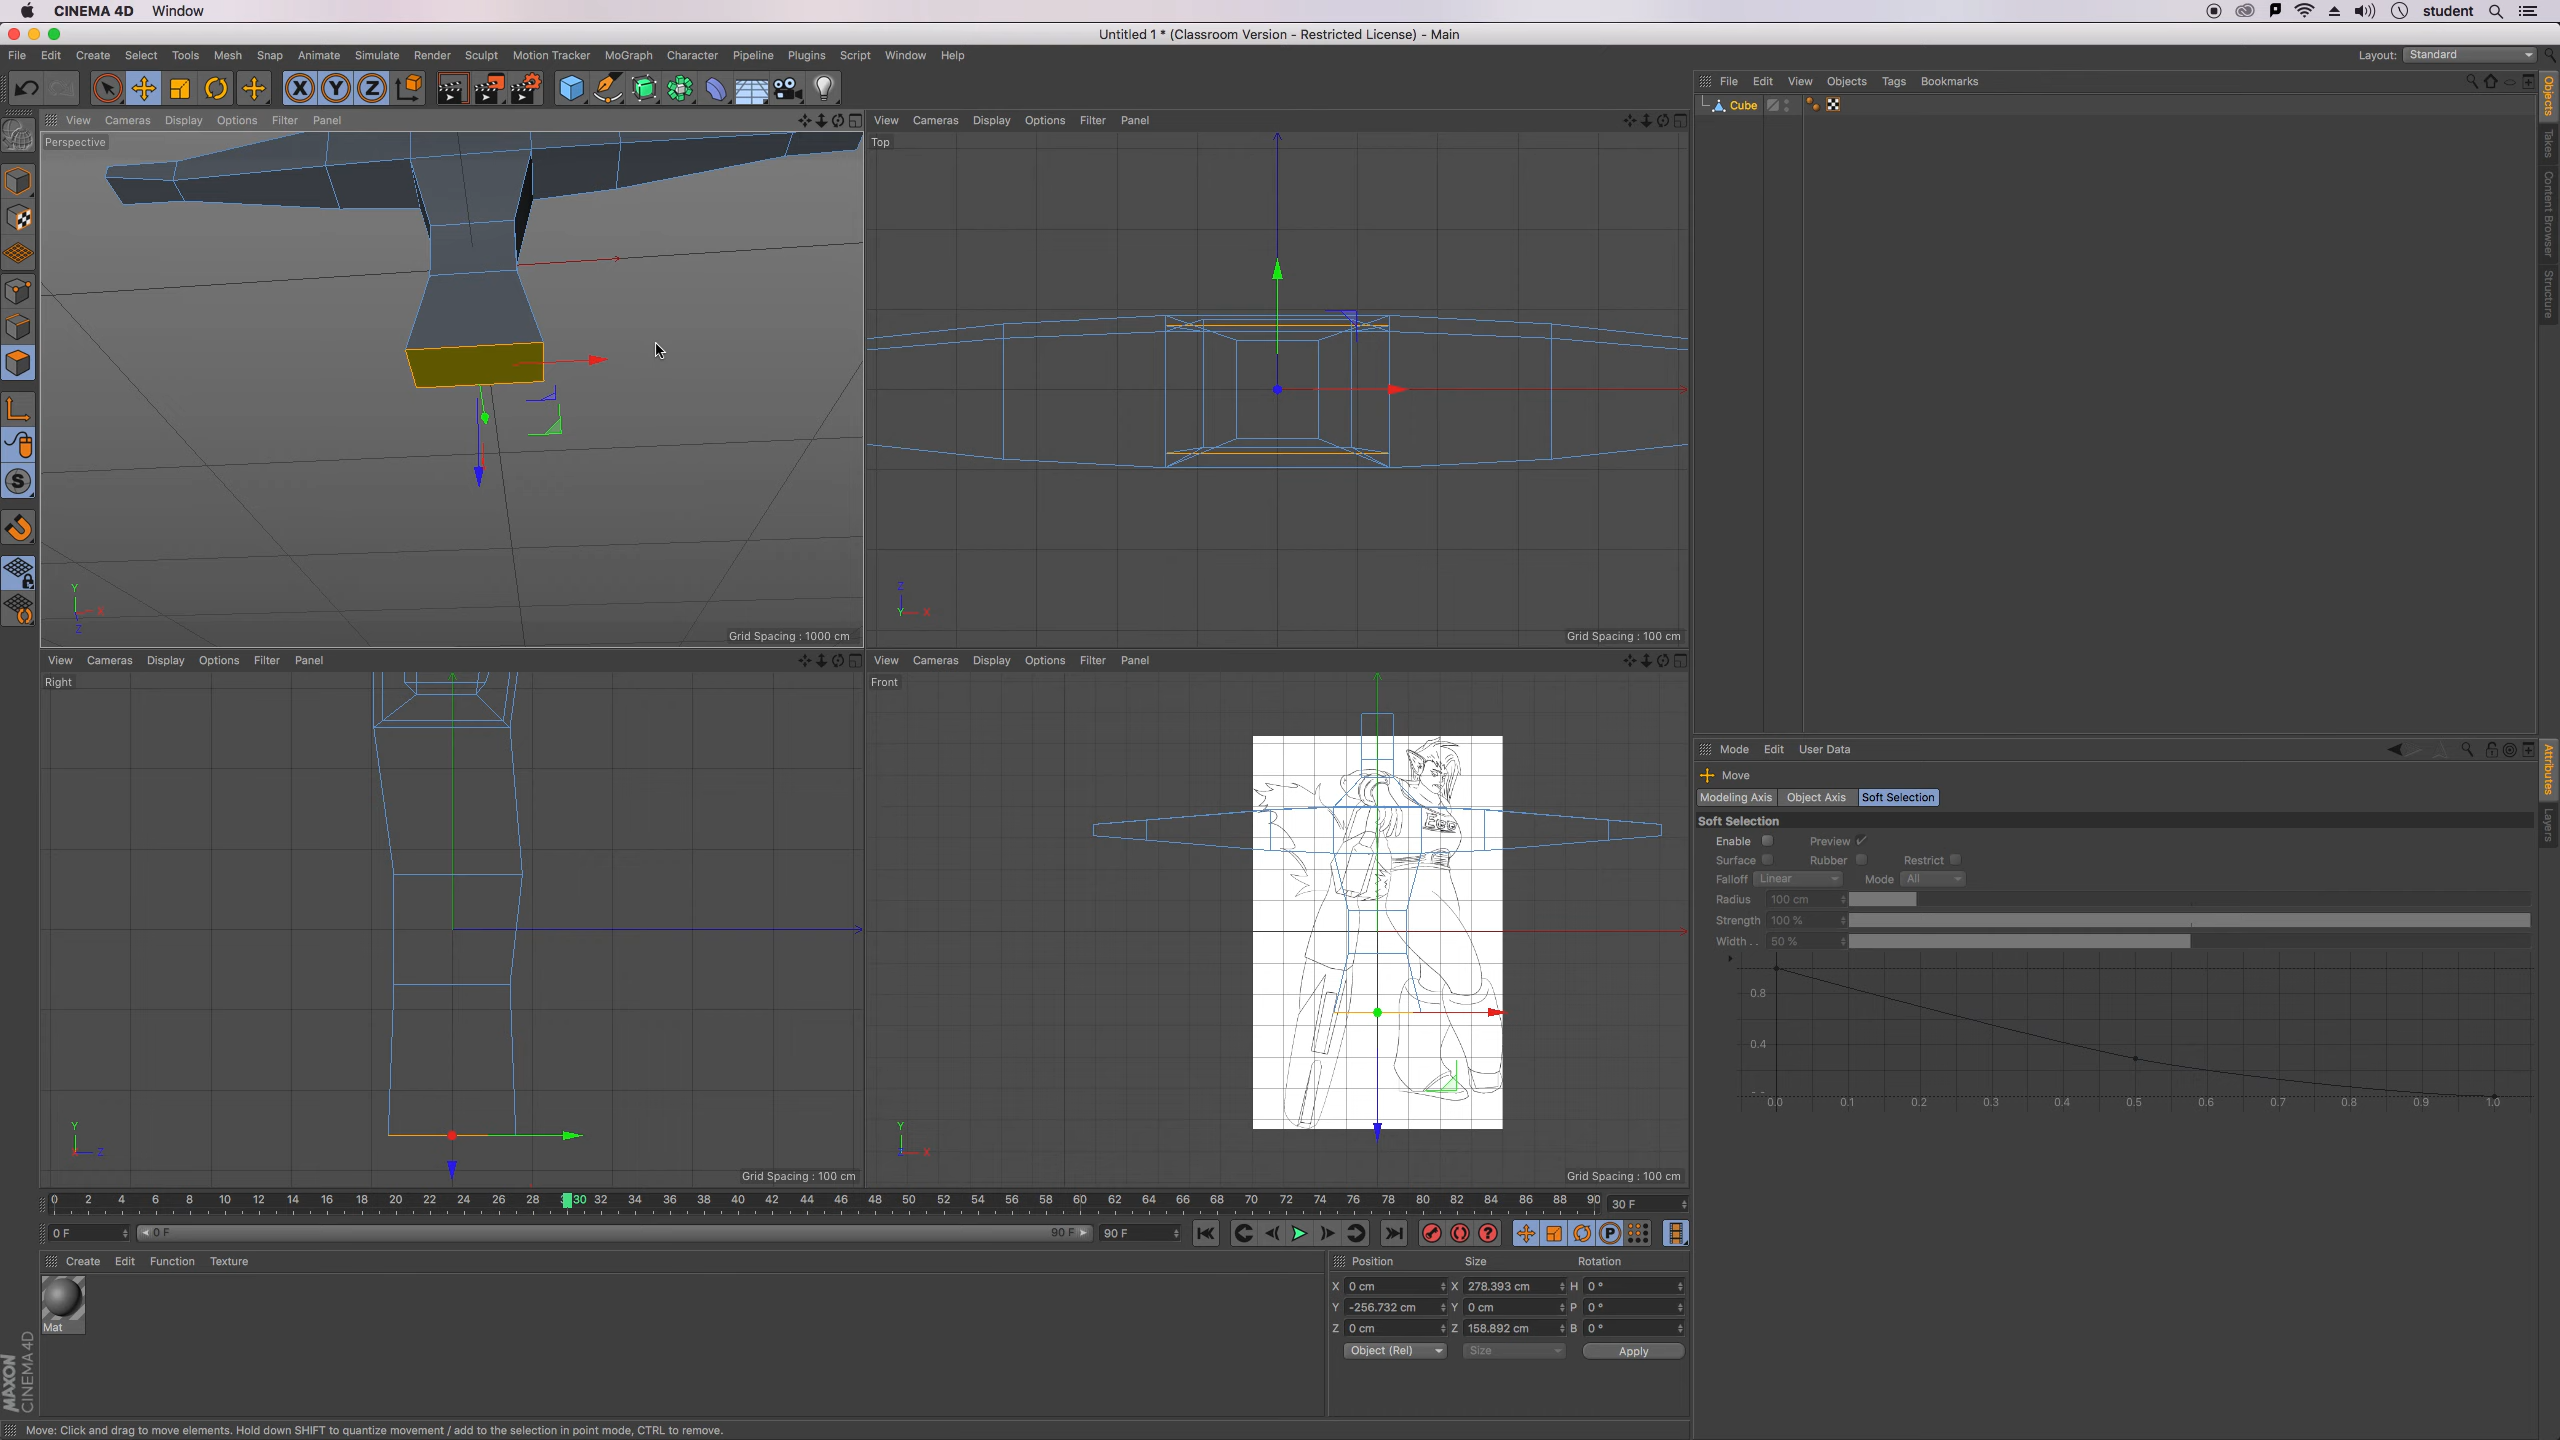 CINEMA 4D Window student
Untitled 1 * (Classroom Version - Restricted License) - Main
File Edit Create Select Tools Mesh Snap Animate Simulate Render Sculpt Motion Tracker MoGraph Character Pipeline Plugins Script Window Help Layout: Standard
X Y Z
File Edit View Objects Tags Bookmarks
Cube
Objects
Takes
Content Browser
Structure
View Cameras Display Options Filter Panel
Perspective
Y
X
Z
Grid Spacing : 1000 cm
View Cameras Display Options Filter Panel
Top
Z
Y X
Grid Spacing : 100 cm
View Cameras Display Options Filter Panel
Right
Y
Z
Grid Spacing : 100 cm
View Cameras Display Options Filter Panel
Front
EGG
Y
X
Grid Spacing : 100 cm
Mode Edit User Data
Move
Modeling Axis Object Axis Soft Selection
Soft Selection
Enable Preview
Surface Rubber Restrict
Falloff Linear Mode All
Radius 100 cm
Strength 100 %
Width . . 50 %
0.8
0.4
0.0 0.1 0.2 0.3 0.4 0.5 0.6 0.7 0.8 0.9 1.0
Attributes
Layers
0 2 4 6 8 10 12 14 16 18 20 22 24 26 28 30 32 34 36 38 40 42 44 46 48 50 52 54 56 58 60 62 64 66 68 70 72 74 76 78 80 82 84 86 88 90 30 F
0 F 0 F 90 F 90 F
Create Edit Function Texture
Mat
Position Size Rotation
X 0 cm X 278.393 cm H 0 °
Y -256.732 cm Y 0 cm P 0 °
Z 0 cm Z 158.892 cm B 0 °
Object (Rel) Size Apply
MAXON
CINEMA 4D
Move: Click and drag to move elements. Hold down SHIFT to quantize movement / add to the selection in point mode, CTRL to remove.